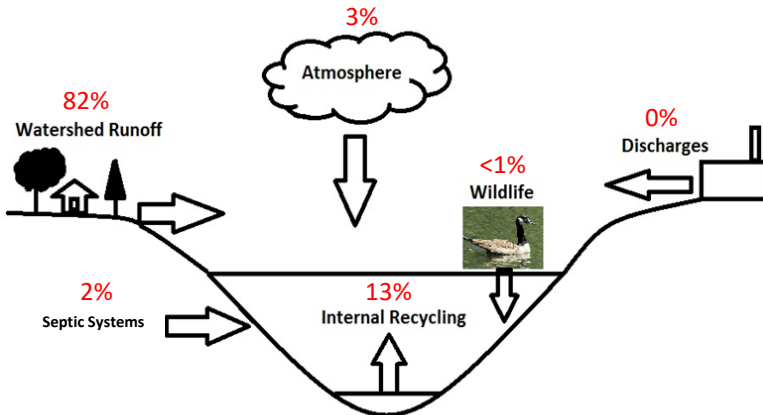 3%
Atmosphere
82%
Watershed Runoff
0%
Discharges
<1%
Wildlife
2%
Septic Systems
13%
Internal Recycling